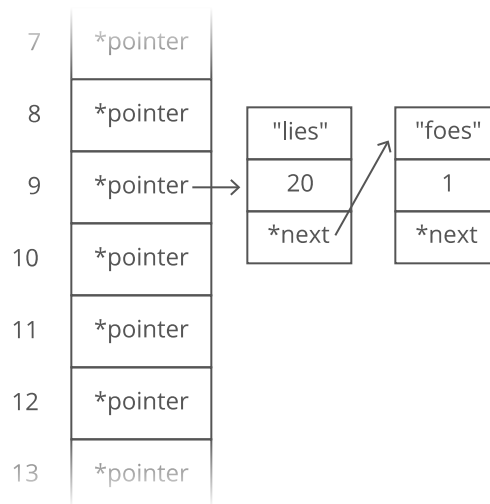 7 *pointer
8 *pointer
"lies" "foes"
9 *pointer 20 1
*next *next
10 *pointer
11 *pointer
12 *pointer
13 *pointer